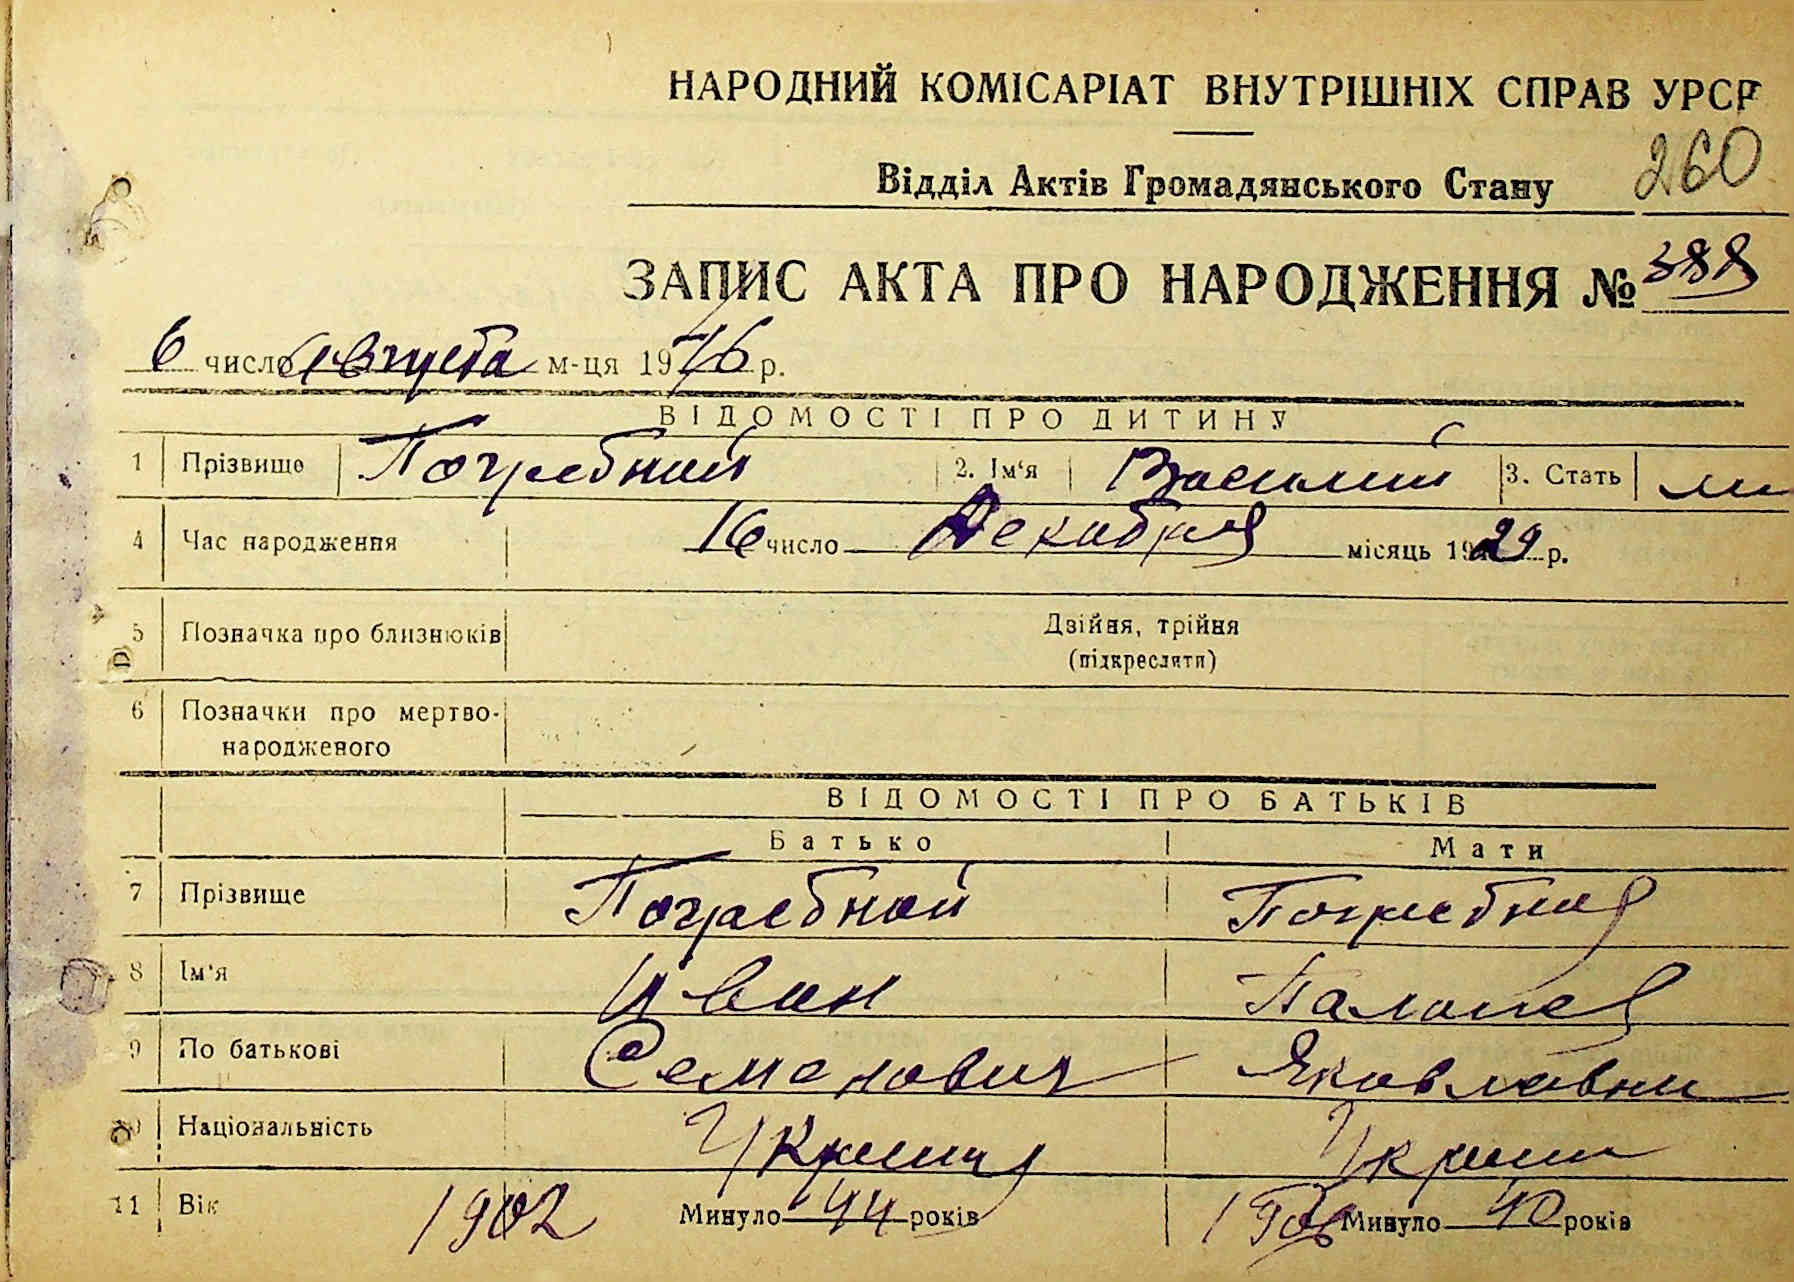 НАРОДНИЙ КОМІСАРІАТ ВНУТРІШНІХ СПРАВ УРСР
260
Відділ Актів Громадянського Стану
ЗАПИС АКТА ПРО НАРОДЖЕННЯ № 388
6 число Августа м-ця 1946 р.
ВІДОМОСТІ ПРО ДИТИНУ
1 Прізвище Погребний 2. Ім'я Василий 3. Стать
4 Час народження 16 число Декабря місяць 1929 р.
5 Позначка про близнюків Двійня, трійня
(підкреслити)
6 Позначки про мертво-
народженого
ВІДОМОСТІ ПРО БАТЬКІВ
Батько Мати
7 Прізвище Погребной Погребная
8 Ім'я Иван
9 По батькові Семенович Яковлевна
10 Національність
11 Вік 1902 Минуло 44 років 1906 Минуло 40 років